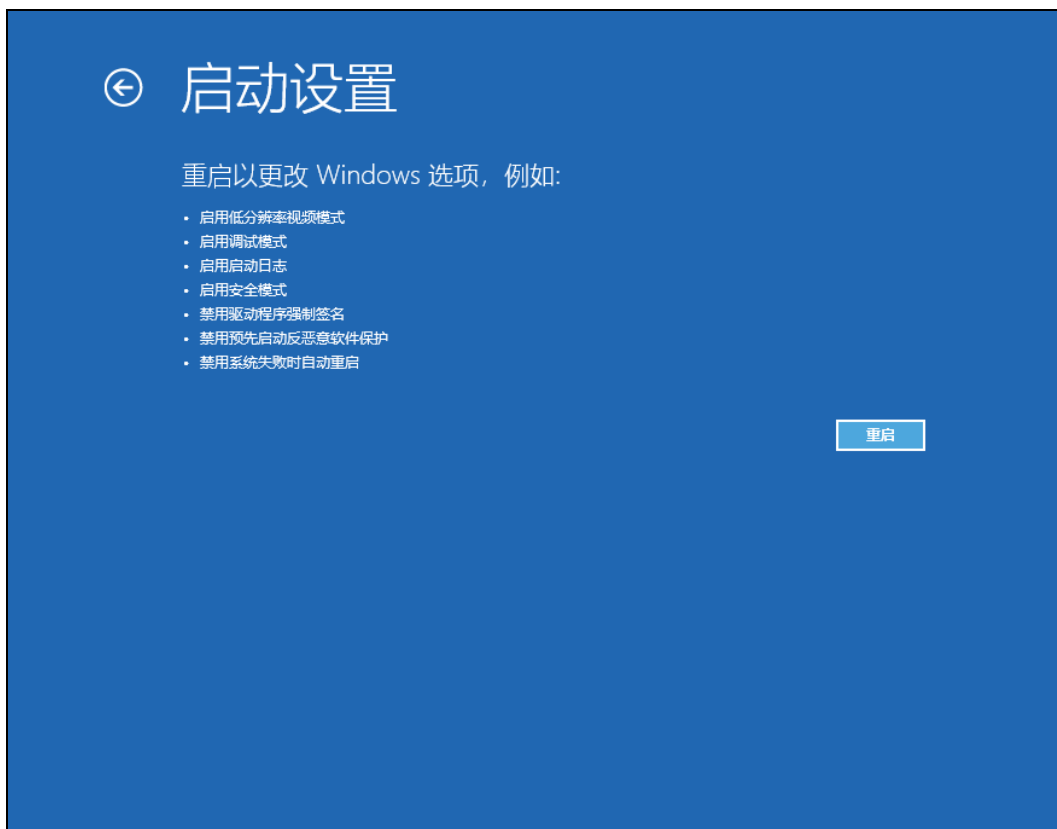 启动设置
重启以更改 Windows 选项，例如:
• 启用低分辨率视频模式
• 启用调试模式
• 启用启动日志
• 启用安全模式
• 禁用驱动程序强制签名
• 禁用预先启动反恶意软件保护
• 禁用系统失败时自动重启
重启